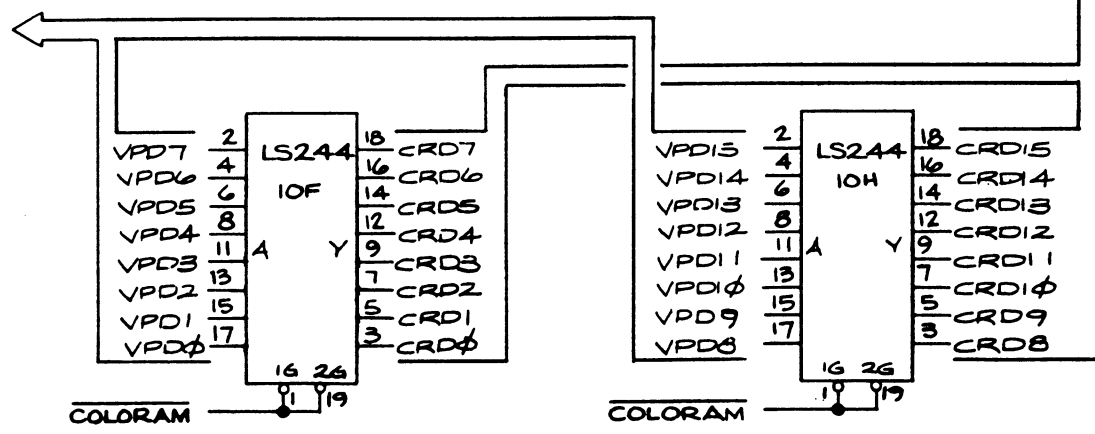 VPD7 2 LS244 18 CRD7
VPD6 4 16 CRD6
VPD5 6 10F 14 CRD5
VPD4 8 12 CRD4
VPD3 11 A Y 9 CRD3
VPD2 13 7 CRD2
VPD1 15 5 CRD1
VPDØ 17 3 CRDØ
1G 2G
1 19
COLORAM
VPD15 2 LS244 18 CRD15
VPD14 4 10H 16 CRD14
VPD13 6 14 CRD13
VPD12 8 12 CRD12
VPD11 11 A Y 9 CRD11
VPD1Ø 13 7 CRD1Ø
VPD9 15 5 CRD9
VPD8 17 3 CRD8
1G 2G
1 19
COLORAM